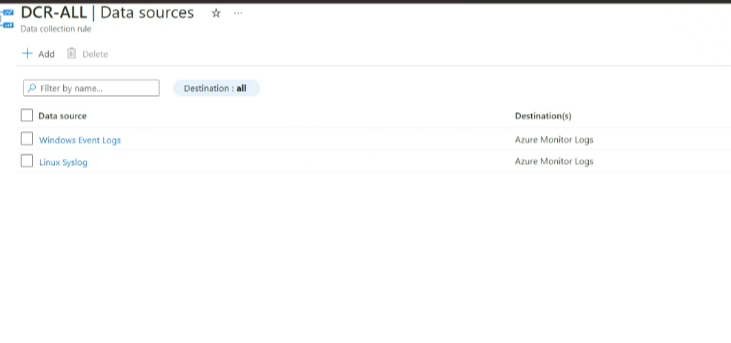 DCR-ALL | Data sources ☆ ···
Data collection rule
+ Add Delete
Filter by name... Destination : all
Data source Destination(s)
Windows Event Logs Azure Monitor Logs
Linux Syslog Azure Monitor Logs